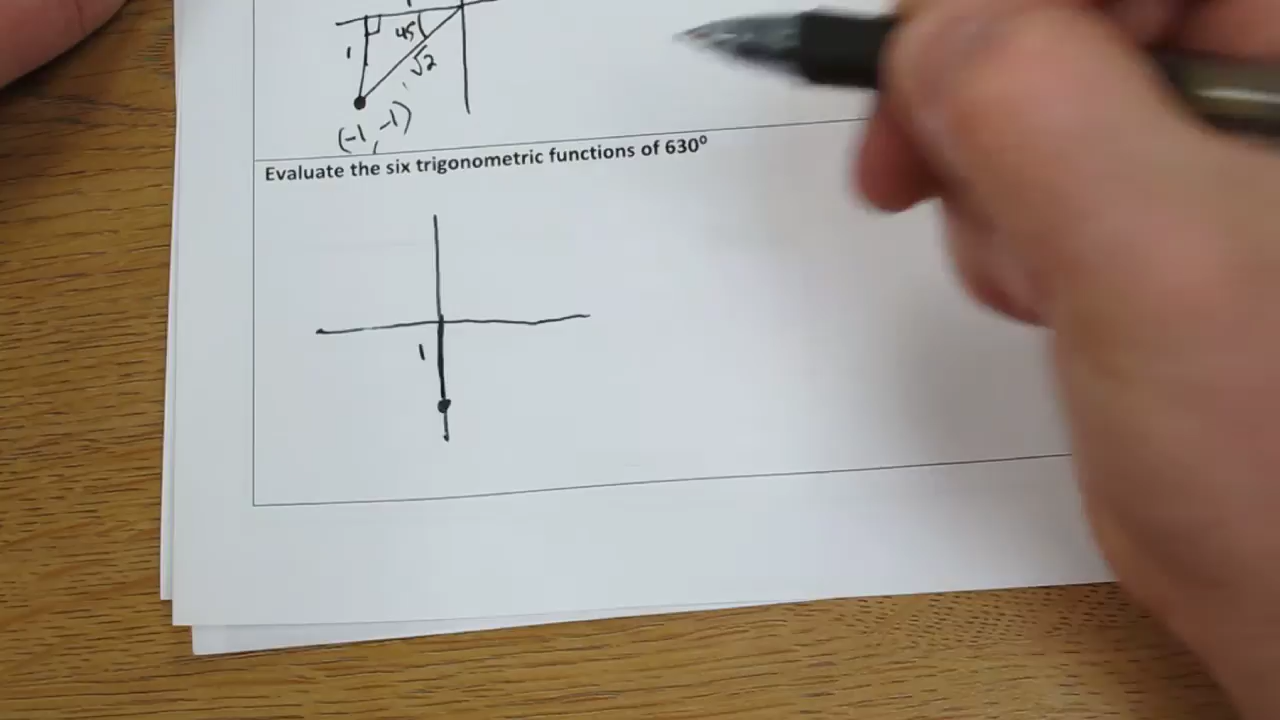 1 45
√2
(-1, -1)
Evaluate the six trigonometric functions of 630°
1